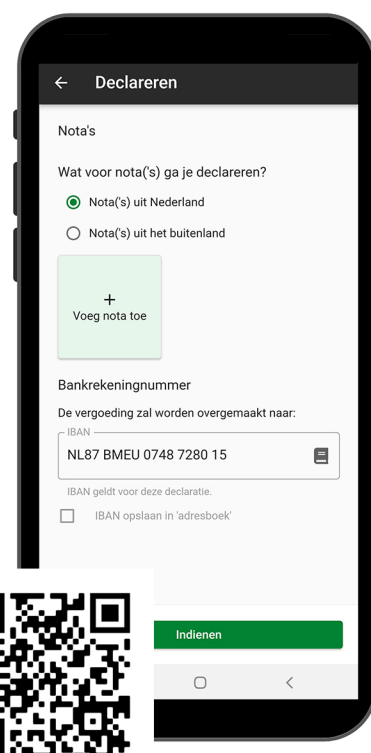 Declareren
Nota's
Wat voor nota('s) ga je declareren?
Nota('s) uit Nederland
Nota('s) uit het buitenland
+
Voeg nota toe
Bankrekeningnummer
De vergoeding zal worden overgemaakt naar:
IBAN
NL87 BMEU 0748 7280 15
IBAN geldt voor deze declaratie.
IBAN opslaan in 'adresboek'
Indienen